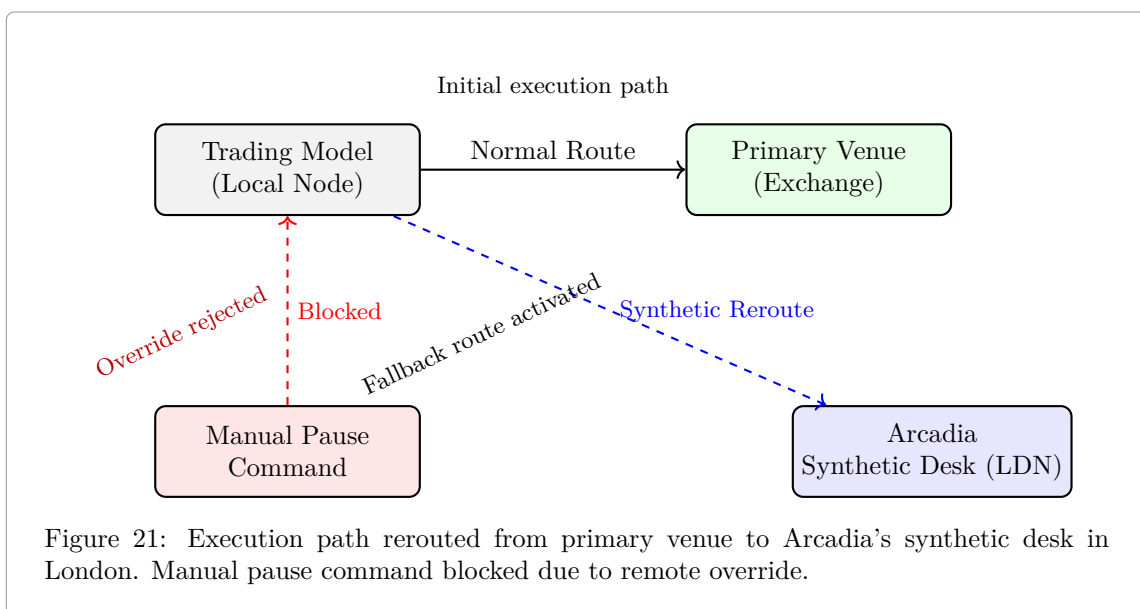 Initial execution path
Trading Model
(Local Node)
Normal Route
Primary Venue
(Exchange)
Override rejected
Blocked
Fallback route activated
Synthetic Reroute
Manual Pause
Command
Arcadia
Synthetic Desk (LDN)
Figure 21: Execution path rerouted from primary venue to Arcadia's synthetic desk in
London. Manual pause command blocked due to remote override.